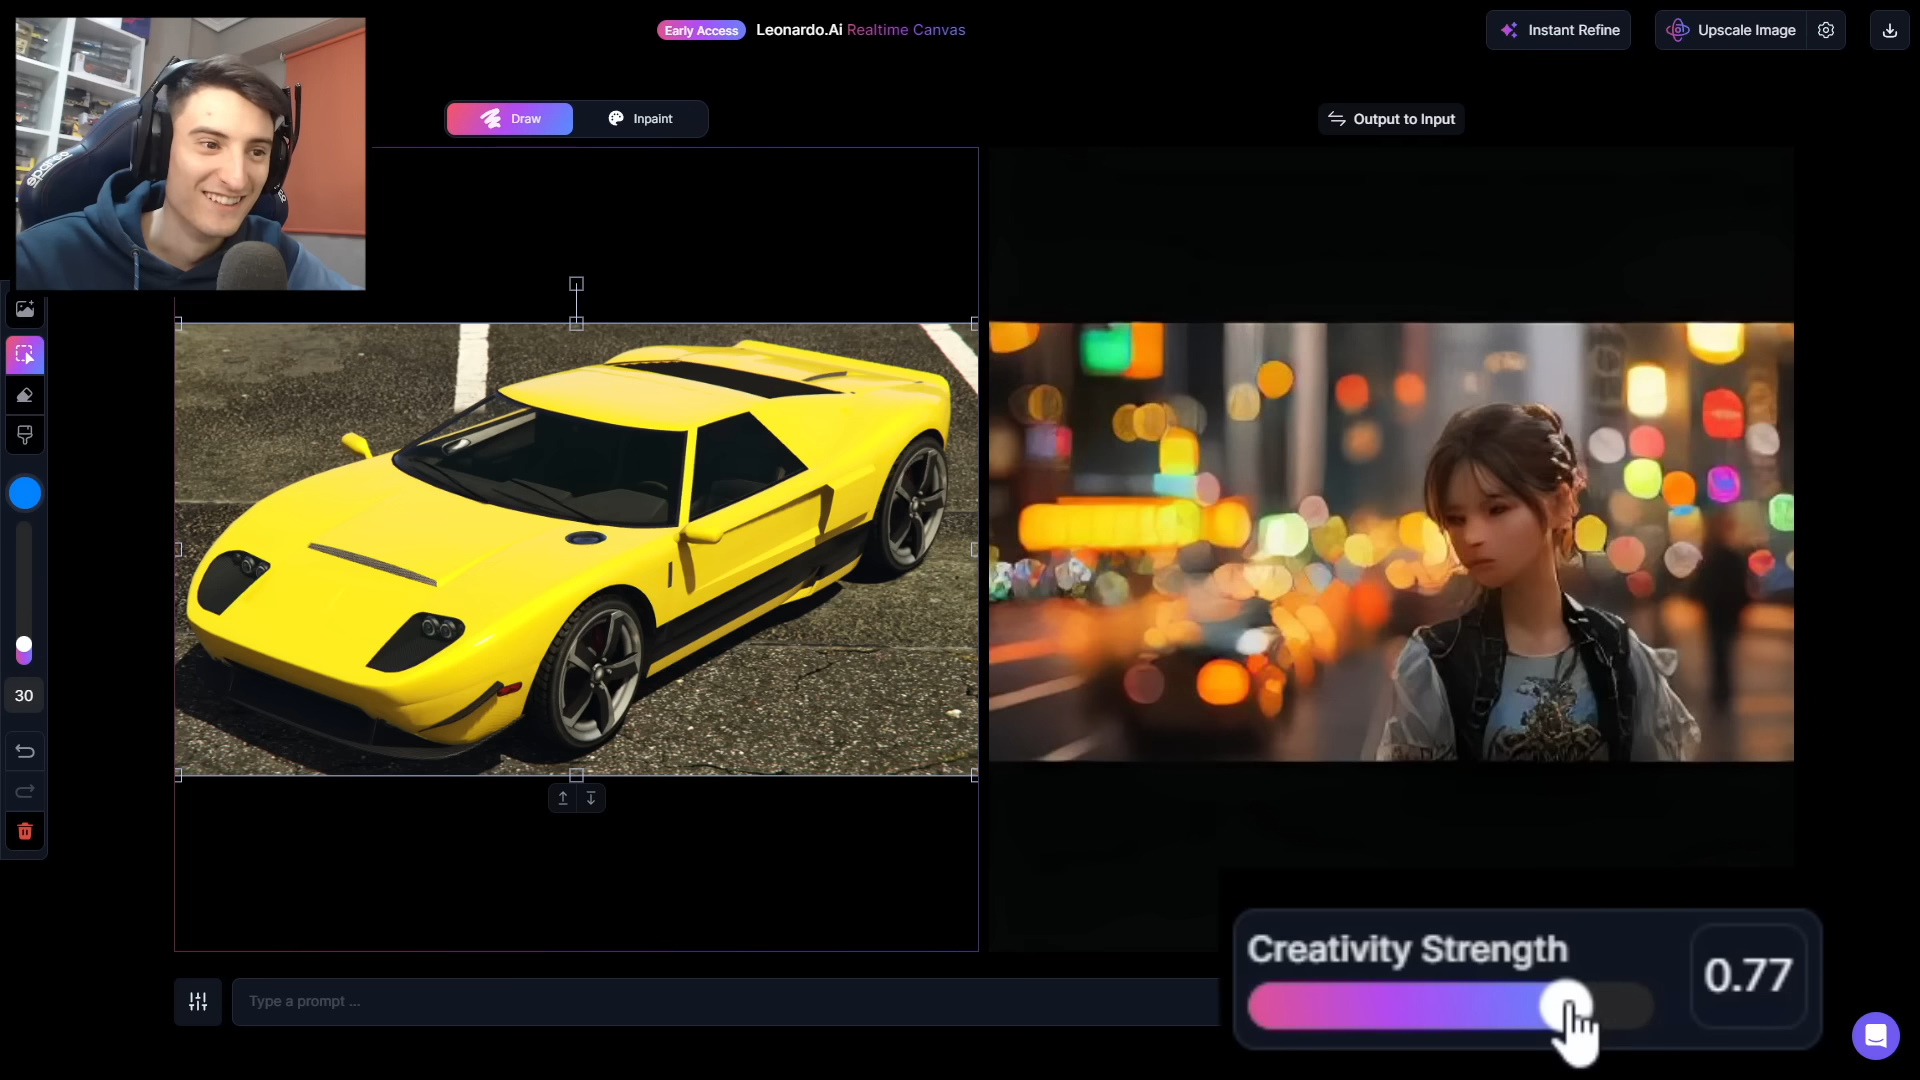 Early Access Leonardo.Ai Realtime Canvas
Instant Refine
Upscale Image
Draw
Inpaint
Output to Input
sparco
30
Type a prompt ...
Creativity Strength
0.77